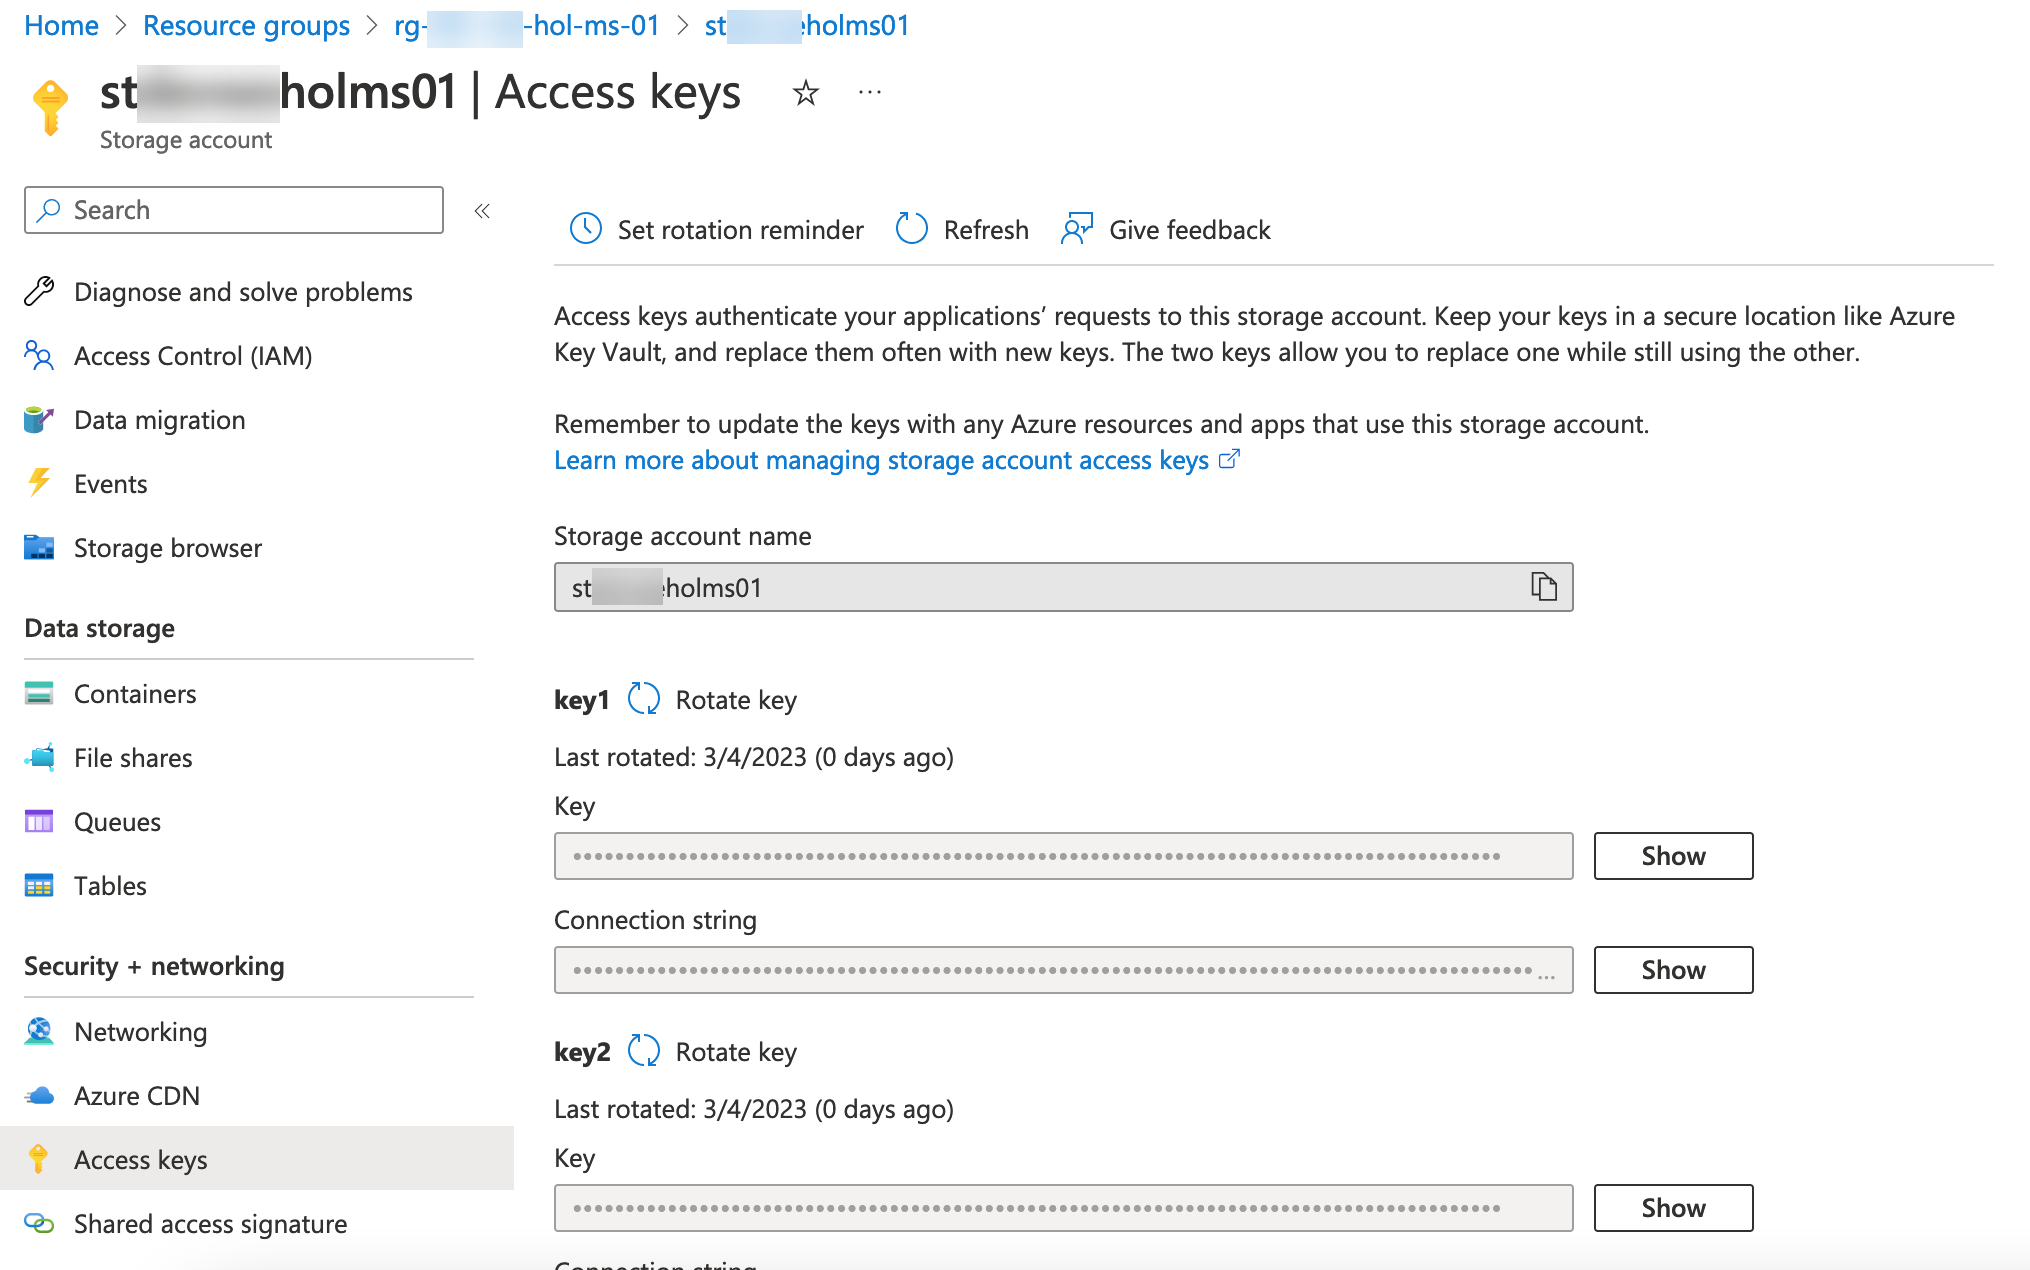 Home > Resource groups > rg- -hol-ms-01 > st holms01
st holms01 | Access keys
Storage account
Search
Set rotation reminder Refresh Give feedback
Diagnose and solve problems
Access Control (IAM)
Data migration
Events
Storage browser
Data storage
Containers
File shares
Queues
Tables
Security + networking
Networking
Azure CDN
Access keys
Shared access signature
Access keys authenticate your applications’ requests to this storage account. Keep your keys in a secure location like Azure
Key Vault, and replace them often with new keys. The two keys allow you to replace one while still using the other.
Remember to update the keys with any Azure resources and apps that use this storage account.
Learn more about managing storage account access keys
Storage account name
st holms01
key1 Rotate key
Last rotated: 3/4/2023 (0 days ago)
Key
Show
Connection string
Show
key2 Rotate key
Last rotated: 3/4/2023 (0 days ago)
Key
Show
Connection string